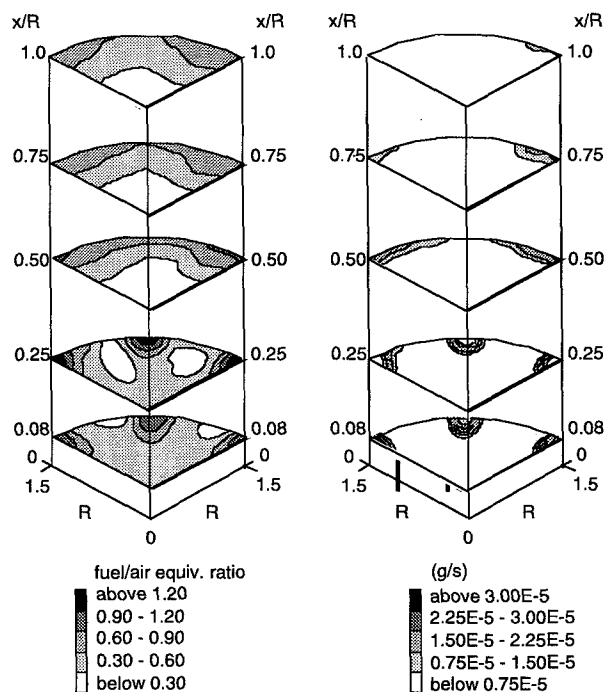 x/R x/R x/R x/R
1.0 1.0 1.0 1.0
0.75 0.75 0.75 0.75
0.50 0.50 0.50 0.50
0.25 0.25 0.25 0.25
0.08 0.08 0.08 0.08
0 0 0 0
1.5 1.5 1.5 1.5
R R R R
0 0
fuel/air equiv. ratio
above 1.20
0.90 - 1.20
0.60 - 0.90
0.30 - 0.60
below 0.30
(g/s)
above 3.00E-5
2.25E-5 - 3.00E-5
1.50E-5 - 2.25E-5
0.75E-5 - 1.50E-5
below 0.75E-5